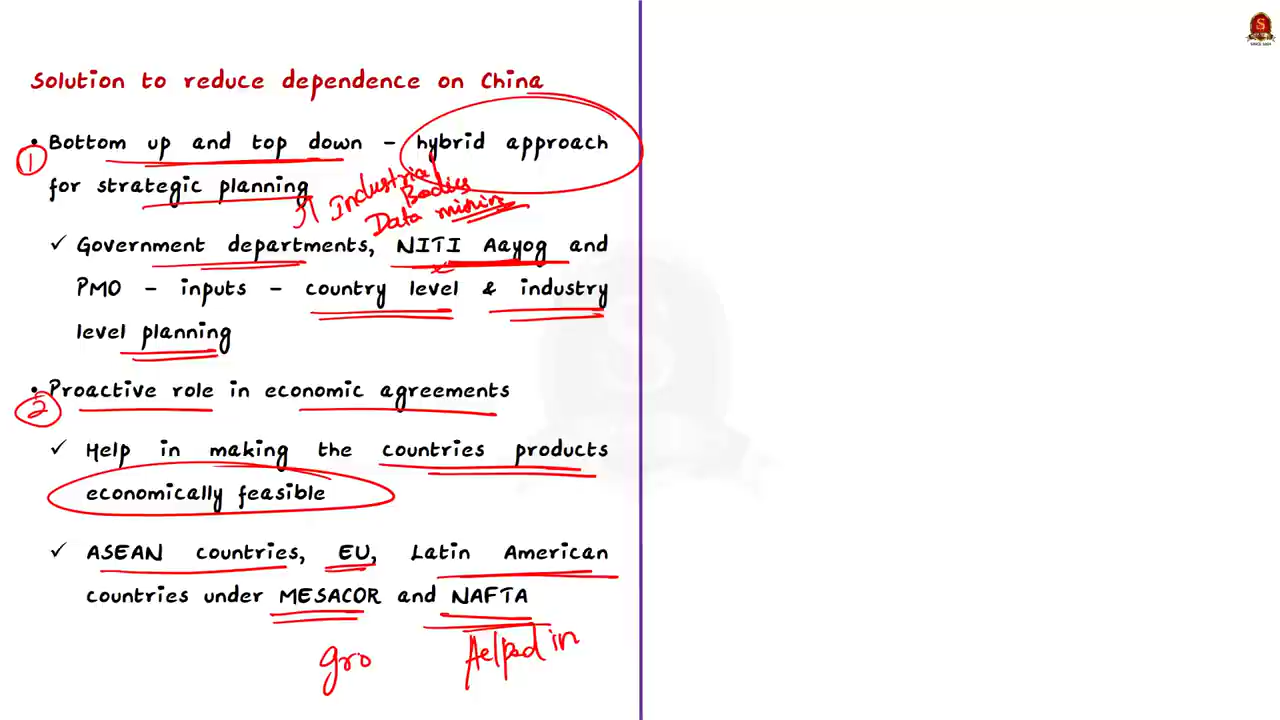 Solution to reduce dependence on China
• Bottom up and top down - hybrid approach
1
for strategic planning
Industrial
Bodies
Data mining
✓ Government departments, NITI Aayog and
PMO - inputs - country level & industry
level planning
• Proactive role in economic agreements
2
✓ Help in making the countries products
economically feasible
✓ ASEAN countries, EU, Latin American
countries under MESACOR and NAFTA
gro Helped in
S